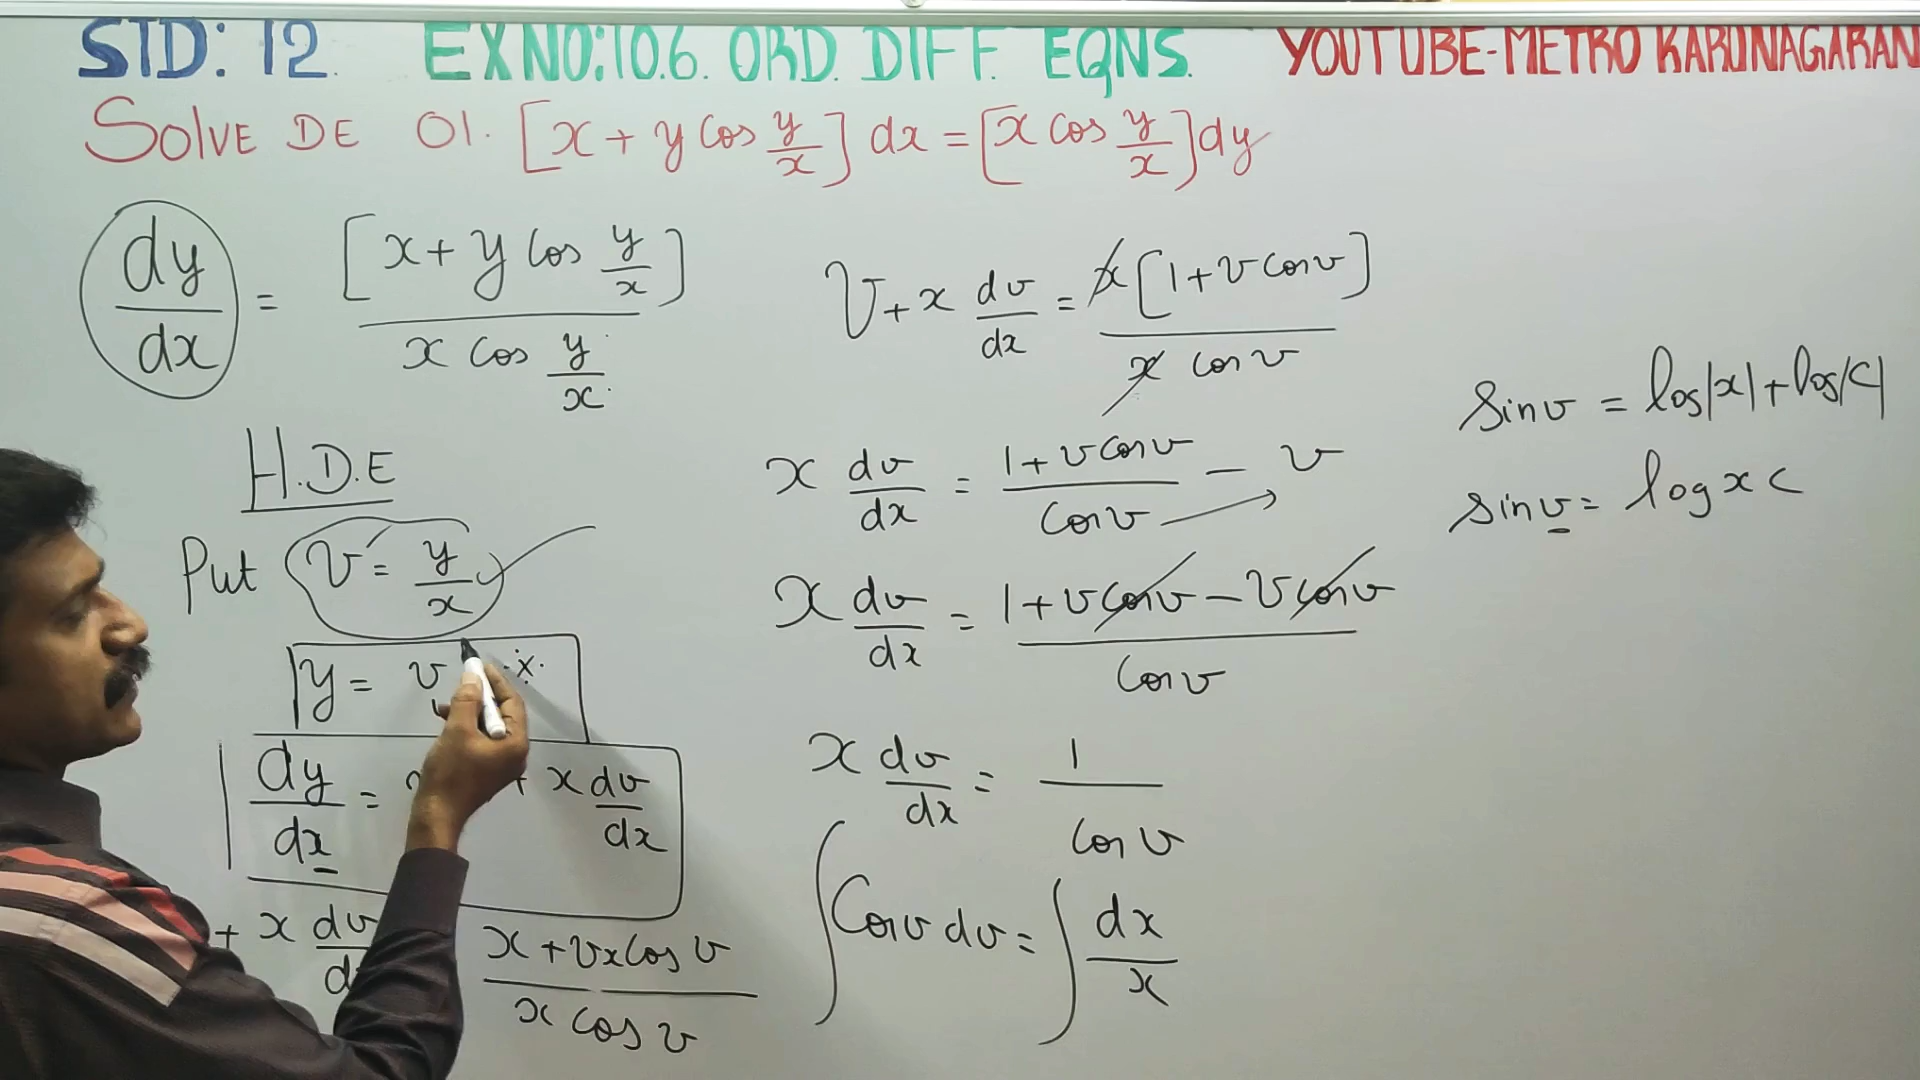 STD: 12. EXNO:10.6. ORD. DIFF. EQNS. YOUTUBE-METRO KARUNAGARAN
SOLVE DE 01. [x + y cos y/x] dx = [x cos y/x] dy
dy/dx = [x + y cos y/x] / x cos y/x
H.D.E
Put v = y/x
y = v . x
dy/dx = + x dv/dx
+ x dv/d x + vx cos v / x cos v
v + x dv/dx = x[1 + v cos v] / x cos v
x dv/dx = 1 + v cos v / cos v - v
x dv/dx = 1 + v cos v - v cos v / cos v
x dv/dx = 1 / cos v
∫ cos v dv = ∫ dx/x
sin v = log|x| + log|c|
sin v = log x c